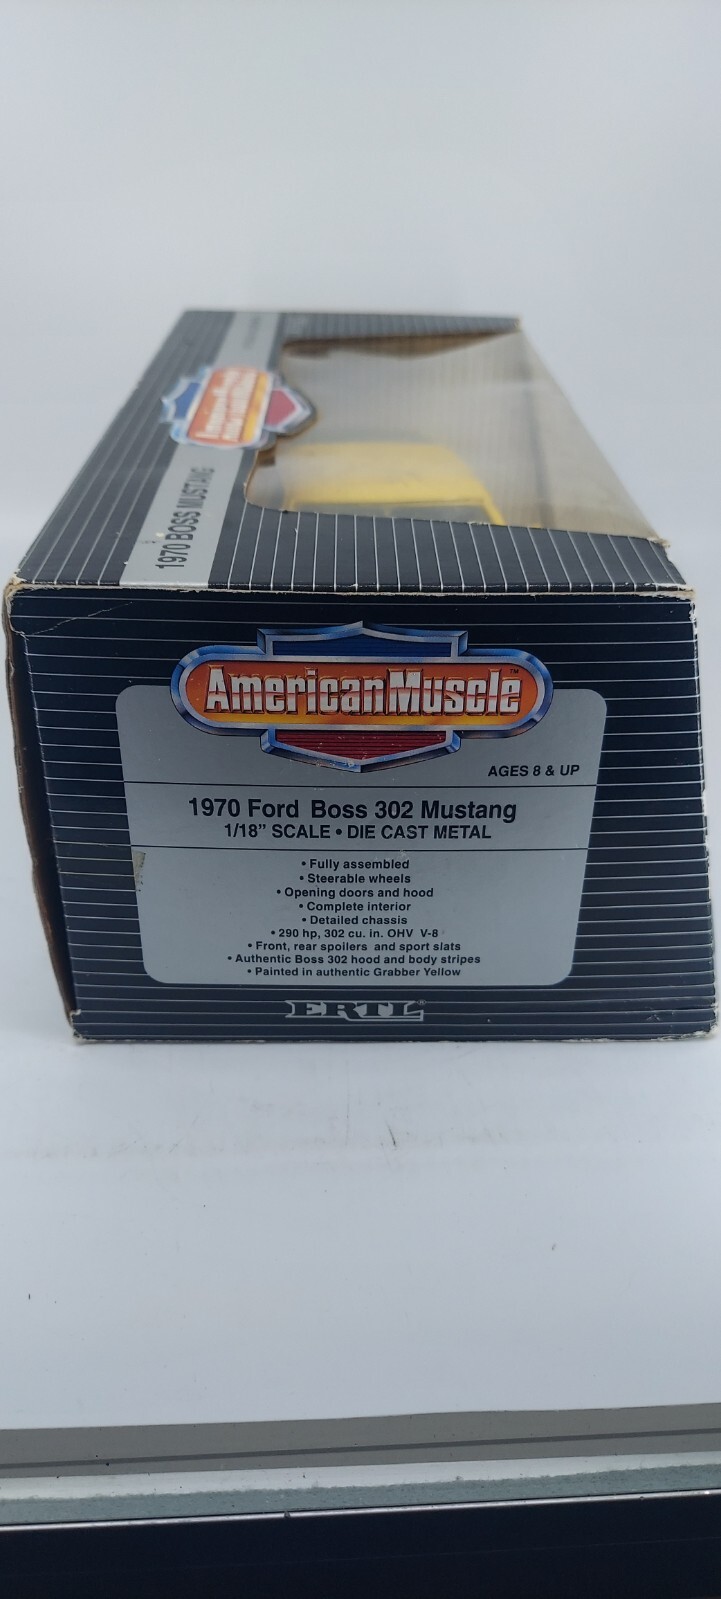 1970 BOSS MUSTANG
AmericanMuscle™
AGES 8 & UP
1970 Ford Boss 302 Mustang
1/18” SCALE • DIE CAST METAL
• Fully assembled
• Steerable wheels
• Opening doors and hood
• Complete interior
• Detailed chassis
• 290 hp, 302 cu. in. OHV V-8
• Front, rear spoilers and sport slats
• Authentic Boss 302 hood and body stripes
• Painted in authentic Grabber Yellow
ERTL®